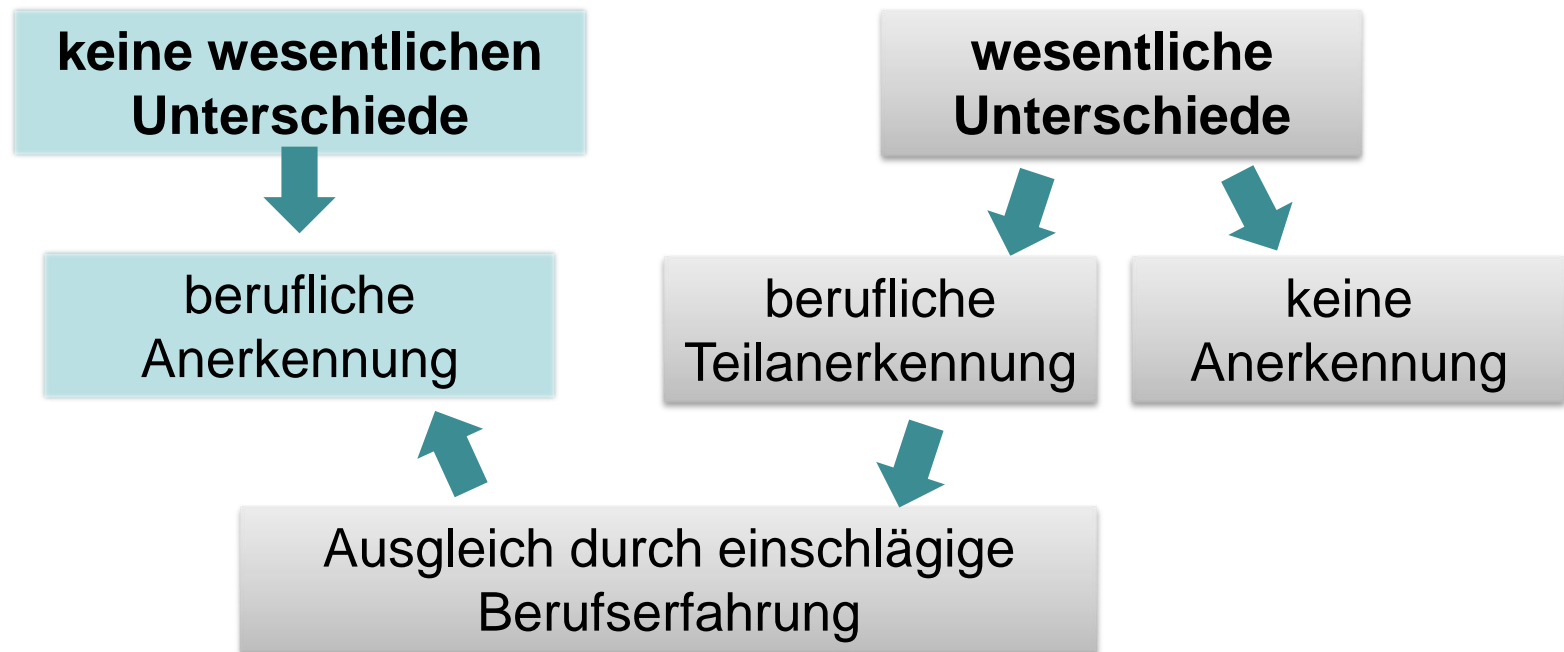 keine wesentlichen
Unterschiede
wesentliche
Unterschiede
berufliche
Anerkennung
berufliche
Teilanerkennung
keine
Anerkennung
Ausgleich durch einschlägige
Berufserfahrung